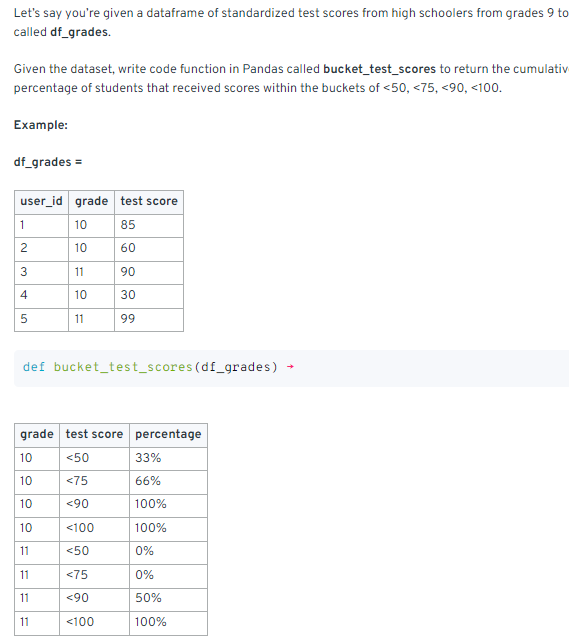 Let's say you're given a dataframe of standardized test scores from high schoolers from grades 9 to
called df_grades.
Given the dataset, write code function in Pandas called bucket_test_scores to return the
percentage of students that received scores within the buckets of <50, <75, <90, <100.
Example:
df_grades =
user_id grade test score
1 10 85
2 10 60
3 11 90
4 10 30
5 11 99
def bucket_test_scores(df_grades) →
grade test score percentage
10 <50 33%
10 <75 66%
10 <90 100%
10 <100 100%
11 <50 0%
11 <75 0%
11 <90 50%
11 <100 100%